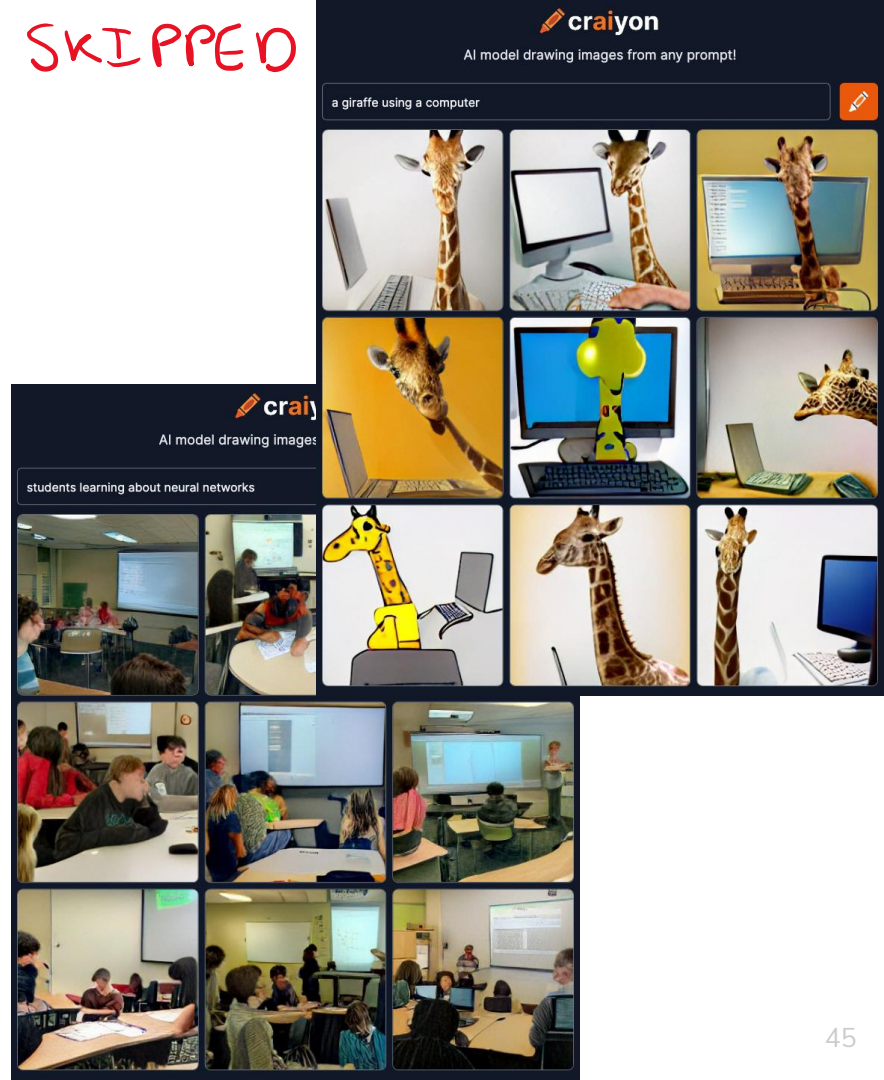 SKIPPED
craiyon
AI model drawing images from any prompt!
a giraffe using a computer
craiy
AI model drawing images
students learning about neural networks
45